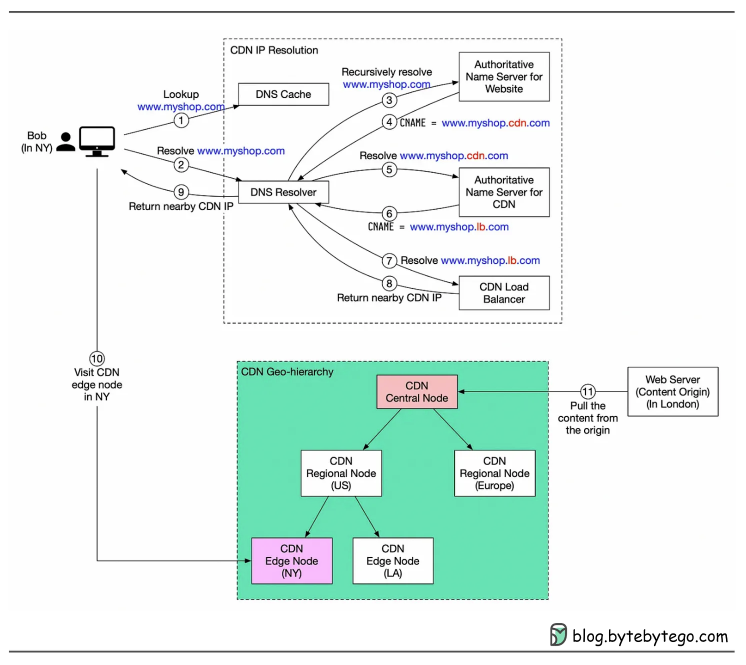 CDN IP Resolution
Authoritative
Name Server for
Website
Recursively resolve
www.myshop.com
3
Lookup
www.myshop.com
1
DNS Cache
4
CNAME = www.myshop.cdn.com
Bob
(In NY)
Resolve www.myshop.com
2
Resolve www.myshop.cdn.com
5
DNS Resolver
Authoritative
Name Server for
CDN
9
Return nearby CDN IP
6
CNAME = www.myshop.lb.com
7
Resolve www.myshop.lb.com
8
Return nearby CDN IP
CDN Load
Balancer
10
Visit CDN
edge node
in NY
CDN Geo-hierarchy
CDN
Central Node
11
Pull the
content from
the origin
Web Server
(Content Origin)
(In London)
CDN
Regional Node
(US)
CDN
Regional Node
(Europe)
CDN
Edge Node
(NY)
CDN
Edge Node
(LA)
blog.bytebytego.com